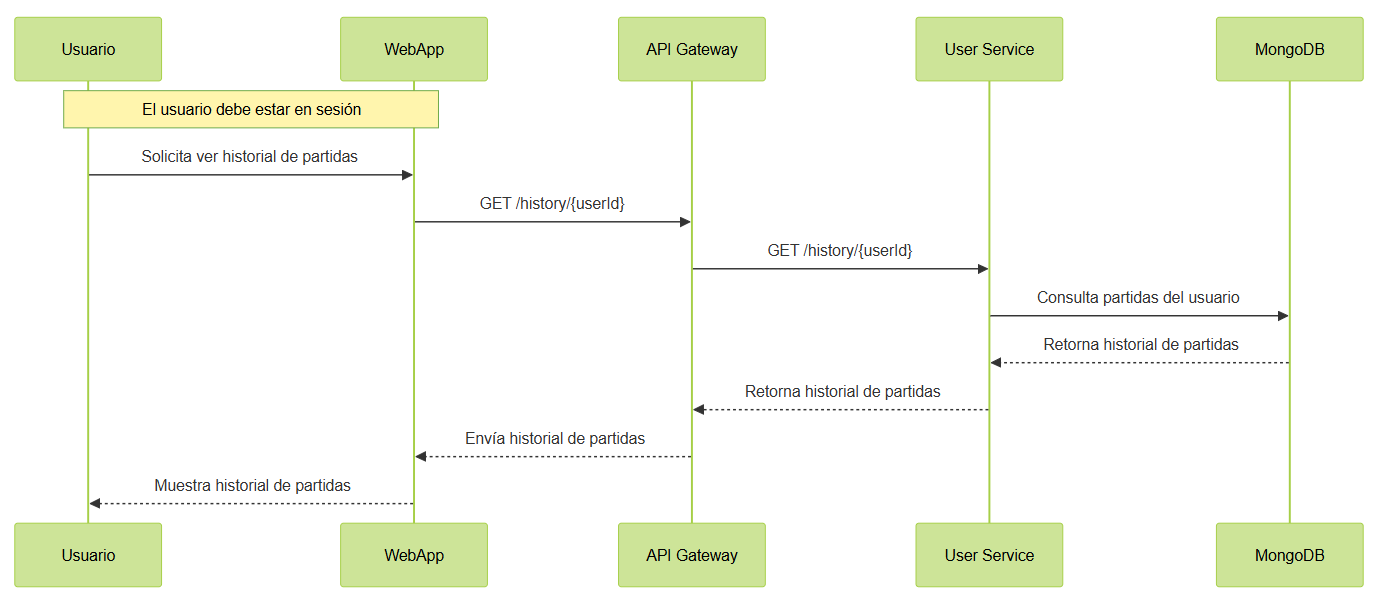 Usuario
WebApp
API Gateway
User Service
MongoDB
El usuario debe estar en sesión
Solicita ver historial de partidas
GET /history/{userId}
GET /history/{userId}
Consulta partidas del usuario
Retorna historial de partidas
Retorna historial de partidas
Envía historial de partidas
Muestra historial de partidas
Usuario
WebApp
API Gateway
User Service
MongoDB